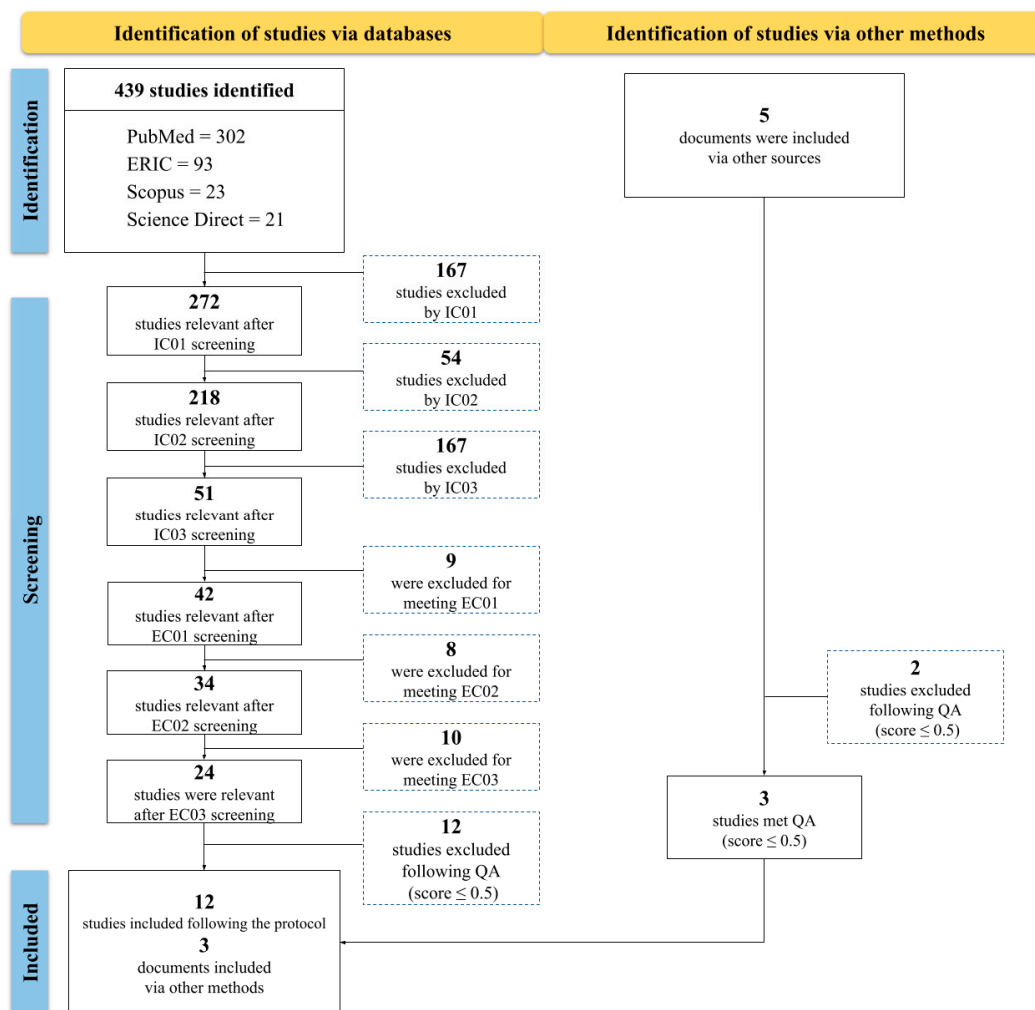 Identification of studies via databases
Identification of studies via other methods
Identification
439 studies identified
PubMed = 302
ERIC = 93
Scopus = 23
Science Direct = 21
5
documents were included
via other sources
Screening
167
studies excluded
by IC01
272
studies relevant after
IC01 screening
54
studies excluded
by IC02
218
studies relevant after
IC02 screening
167
studies excluded
by IC03
51
studies relevant after
IC03 screening
9
were excluded for
meeting EC01
42
studies relevant after
EC01 screening
8
were excluded for
meeting EC02
34
studies relevant after
EC02 screening
10
were excluded for
meeting EC03
24
studies were relevant
after EC03 screening
12
studies excluded
following QA
(score ≤ 0.5)
2
studies excluded
following QA
(score ≤ 0.5)
3
studies met QA
(score ≤ 0.5)
Included
12
studies included following the protocol
3
documents included
via other methods